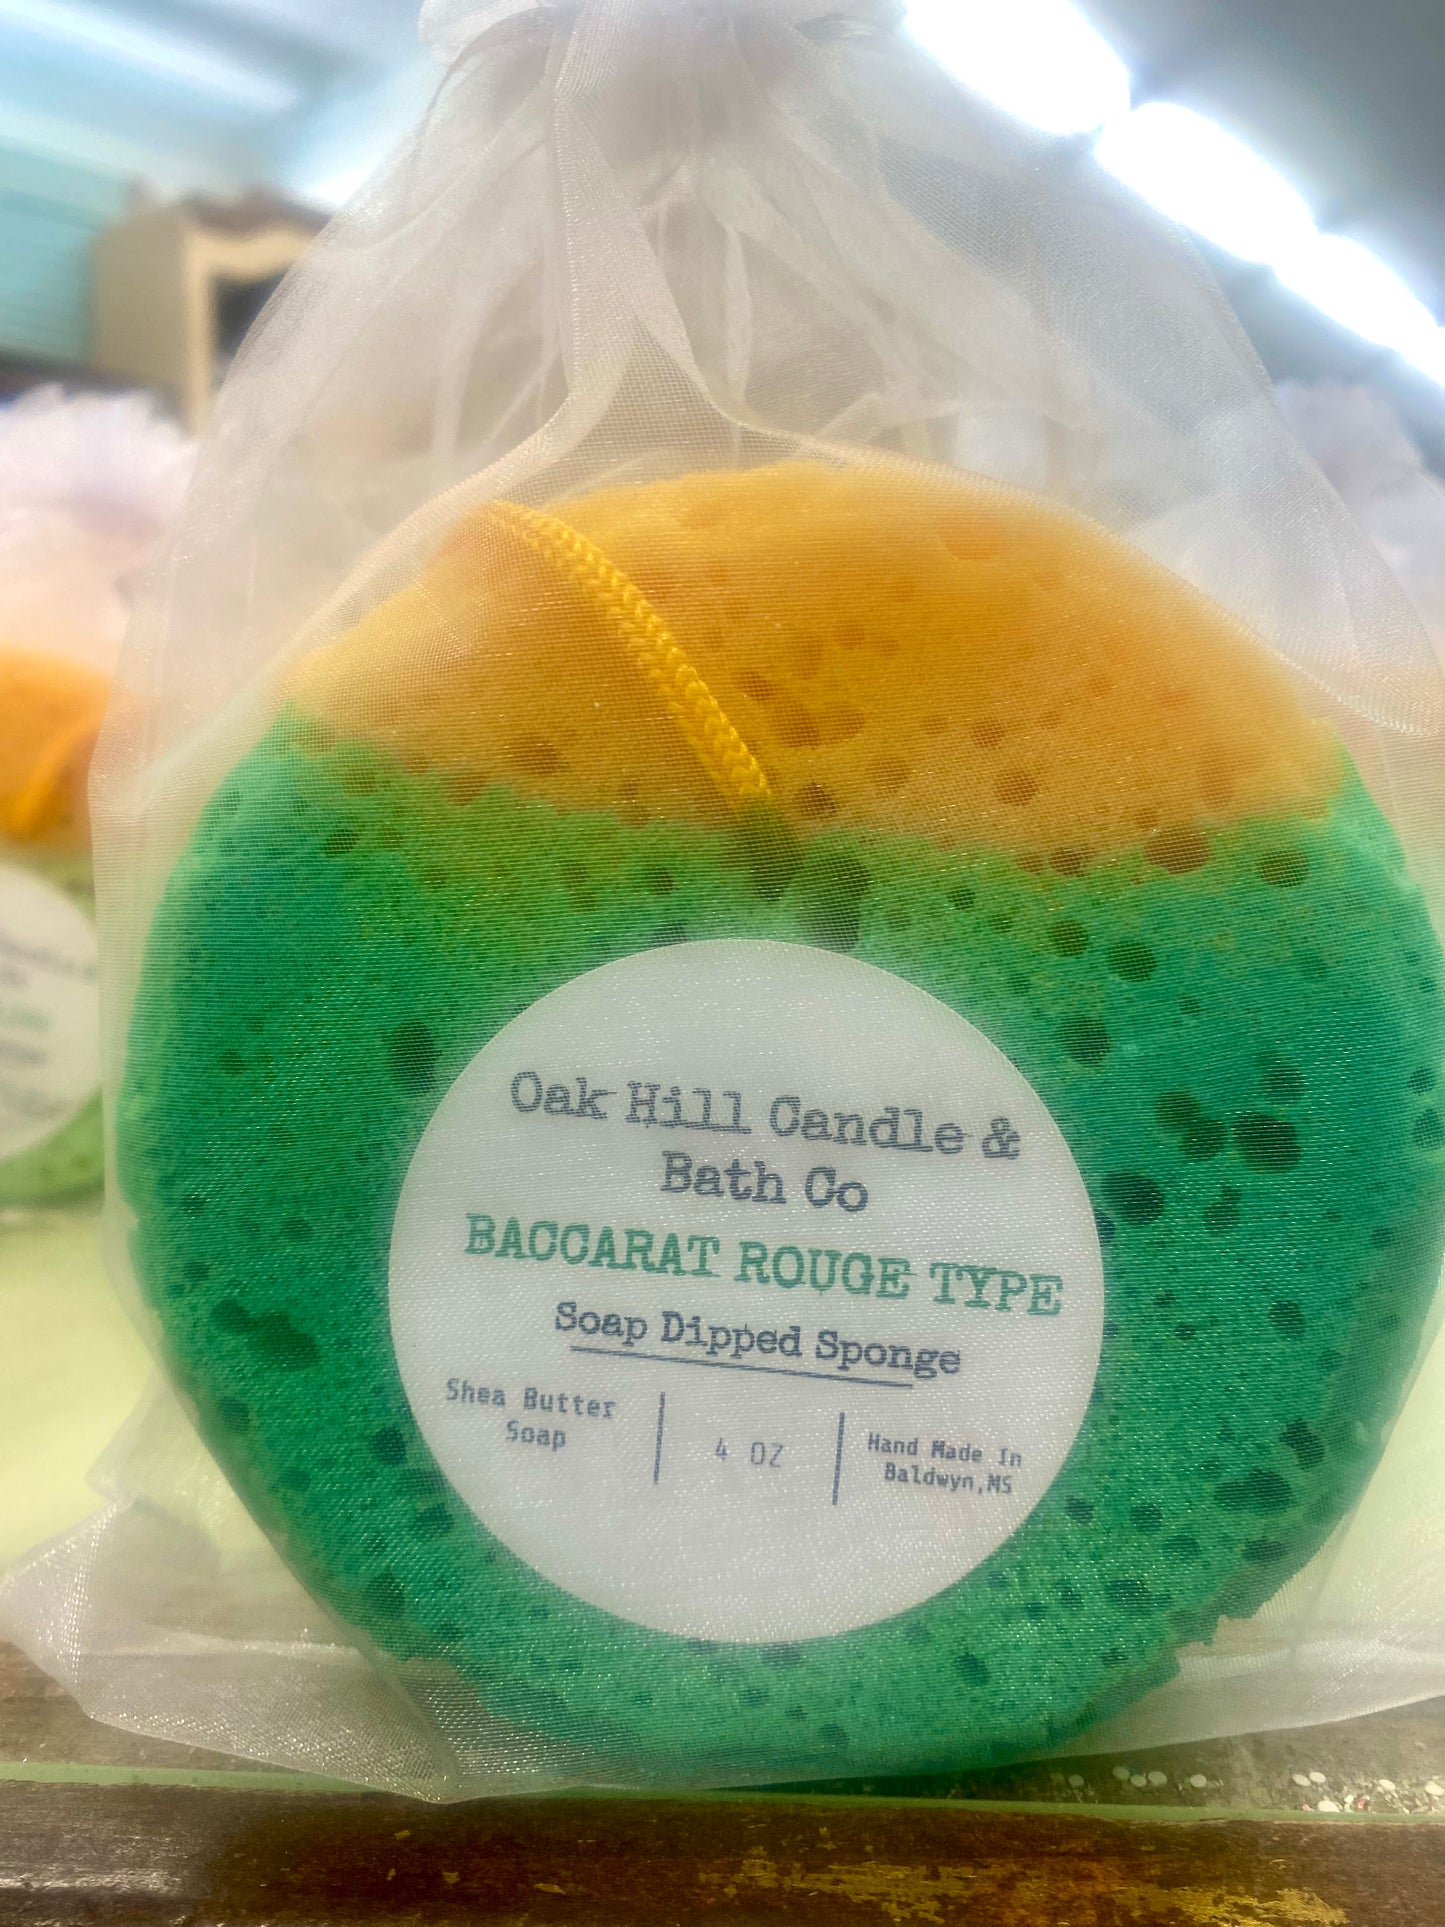 Oak Hill Candle &
Bath Co
BACCARAT ROUGE TYPE
Soap Dipped Sponge
Shea Butter
Soap
4 OZ
Hand Made In
Baldwyn,MS